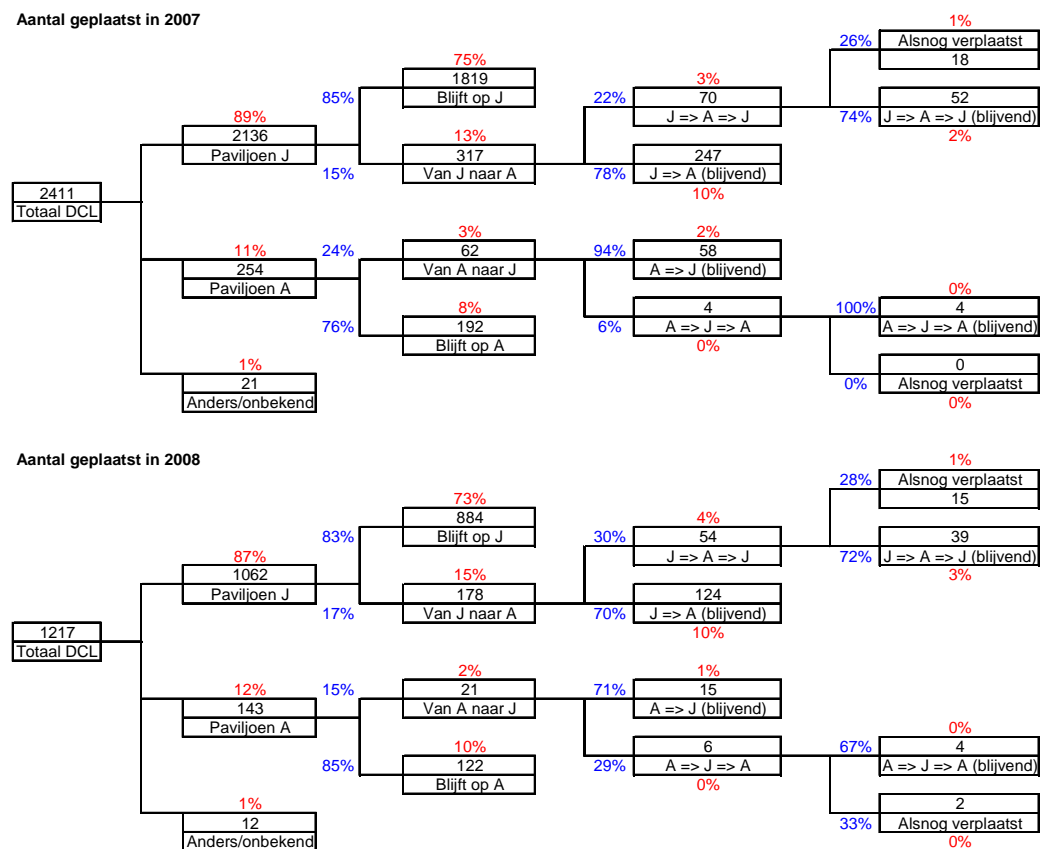 Aantal geplaatst in 2007
1%
26% Alsnog verplaatst
18
75%
1819
85% Blijft op J
3%
22% 70
J => A => J
52
74% J => A => J (blijvend)
2%
89%
2136
Paviljoen J
13%
317
15% Van J naar A
247
78% J => A (blijvend)
10%
2411
Totaal DCL
11%
254
Paviljoen A
3%
24% 62
Van A naar J
2%
94% 58
A => J (blijvend)
8%
192
76% Blijft op A
4
6% A => J => A
0%
0%
100% 4
A => J => A (blijvend)
0
0% Alsnog verplaatst
0%
1%
21
Anders/onbekend
Aantal geplaatst in 2008
1%
28% Alsnog verplaatst
15
73%
884
83% Blijft op J
4%
30% 54
J => A => J
39
72% J => A => J (blijvend)
3%
87%
1062
Paviljoen J
15%
178
17% Van J naar A
124
70% J => A (blijvend)
10%
1217
Totaal DCL
12%
143
Paviljoen A
2%
15% 21
Van A naar J
1%
71% 15
A => J (blijvend)
10%
122
85% Blijft op A
6
29% A => J => A
0%
0%
67% 4
A => J => A (blijvend)
2
33% Alsnog verplaatst
0%
1%
12
Anders/onbekend